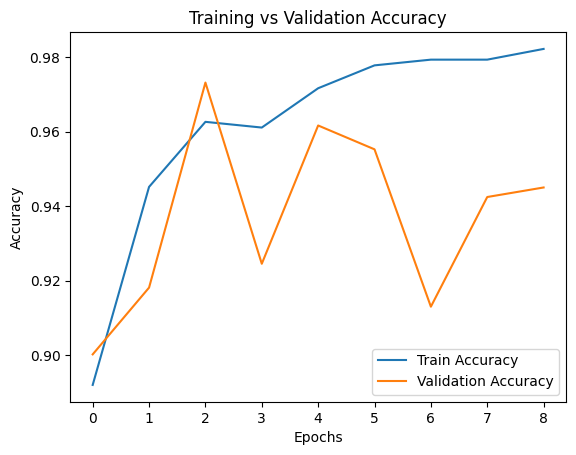 Training vs Validation Accuracy
0.98
0.96
0.94
0.92
0.90
Accuracy
Train Accuracy
Validation Accuracy
0 1 2 3 4 5 6 7 8
Epochs